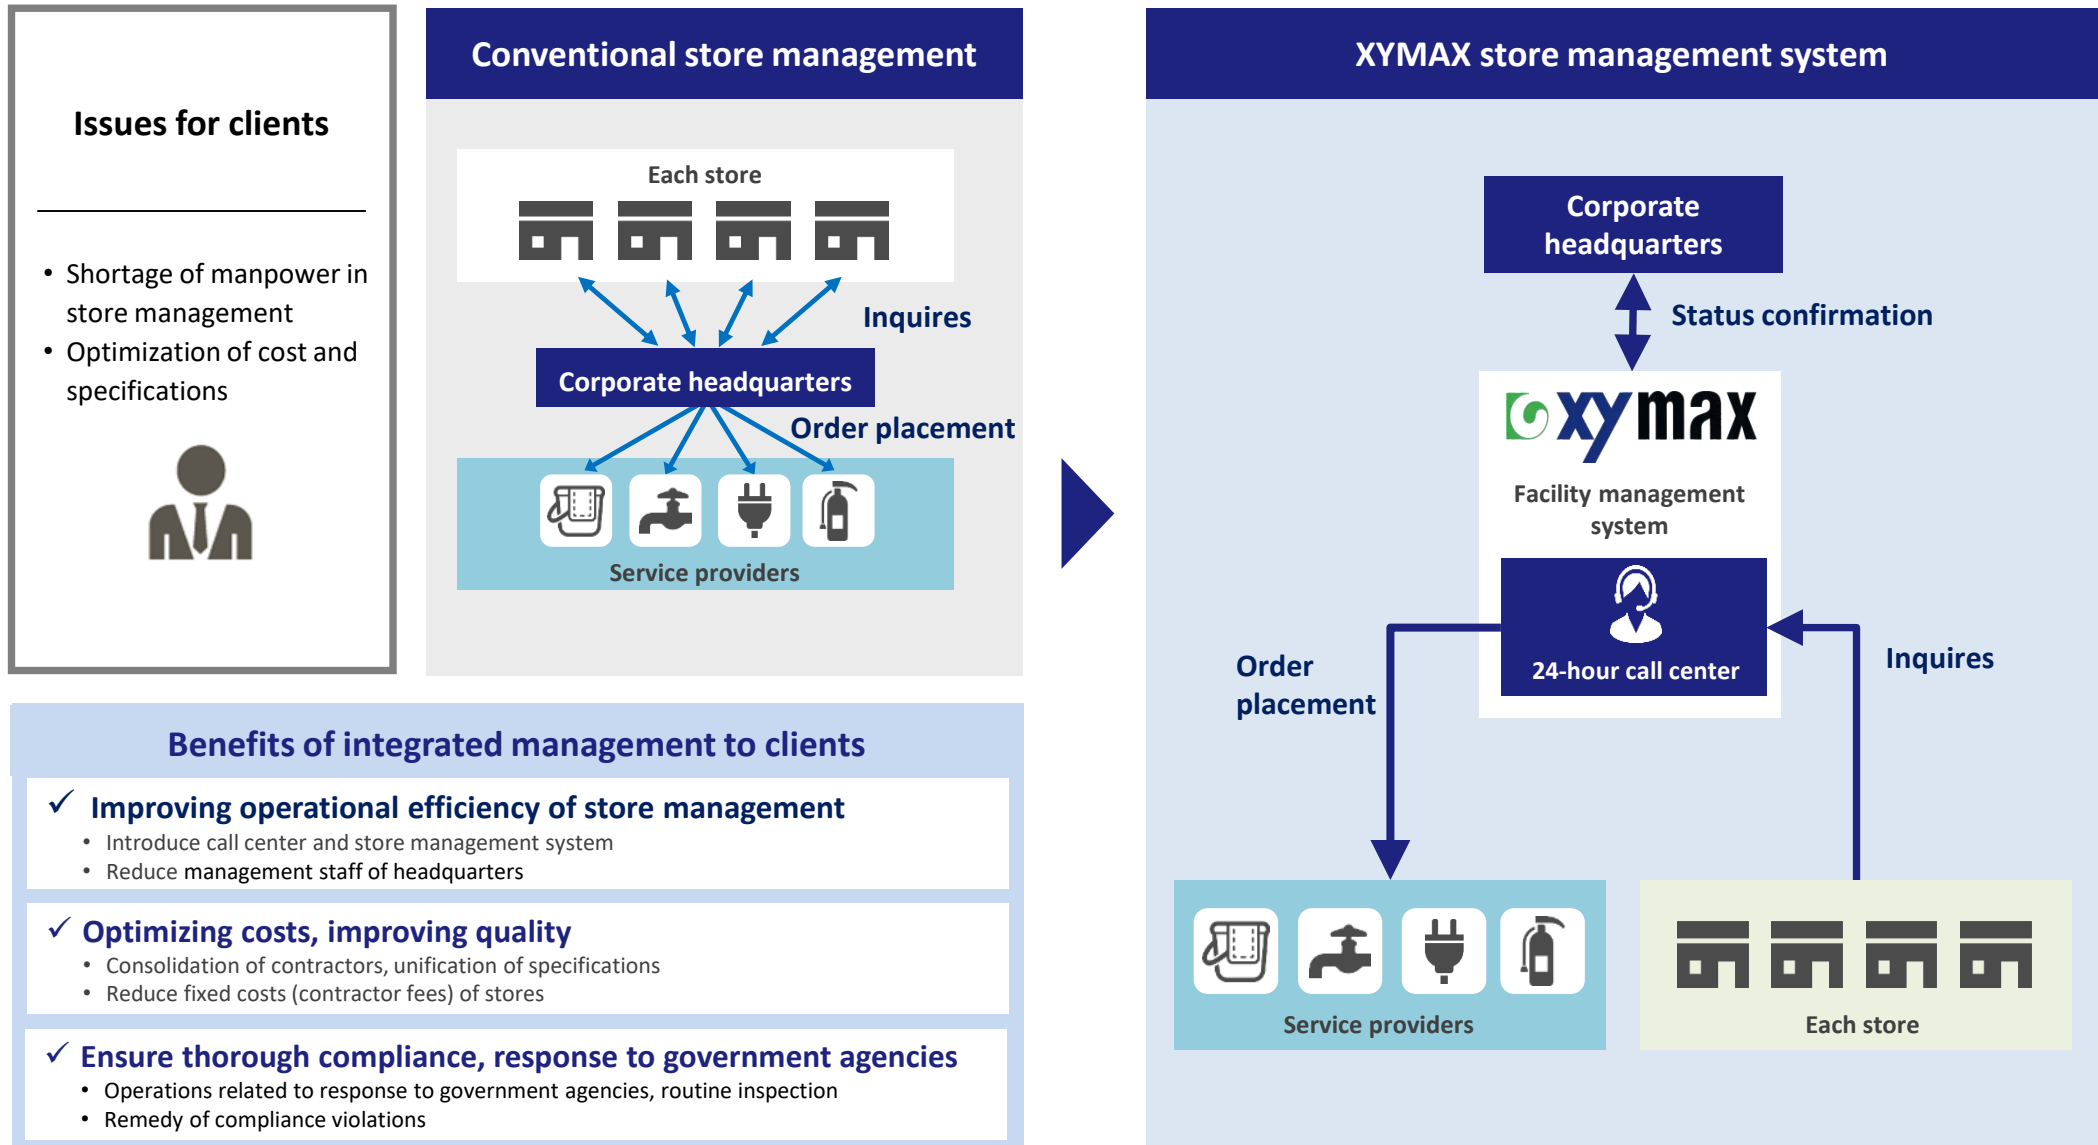 Issues for clients
• Shortage of manpower in
store management
• Optimization of cost and
specifications
Conventional store management
Each store
Inquires
Corporate headquarters
Order placement
Service providers
XYMAX store management system
Corporate
headquarters
Status confirmation
xymax
Facility management
system
24-hour call center
Order
placement
Inquires
Service providers
Each store
Benefits of integrated management to clients
✓ Improving operational efficiency of store management
• Introduce call center and store management system
• Reduce management staff of headquarters
✓ Optimizing costs, improving quality
• Consolidation of contractors, unification of specifications
• Reduce fixed costs (contractor fees) of stores
✓ Ensure thorough compliance, response to government agencies
• Operations related to response to government agencies, routine inspection
• Remedy of compliance violations